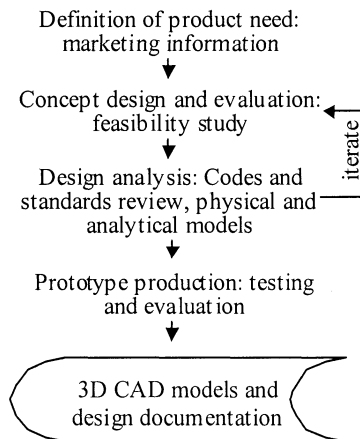 Definition of product need:
marketing information
Concept design and evaluation:
feasibility study
iterate
Design analysis: Codes and
standards review, physical and
analytical models
Prototype production: testing
and evaluation
3D CAD models and
design documentation